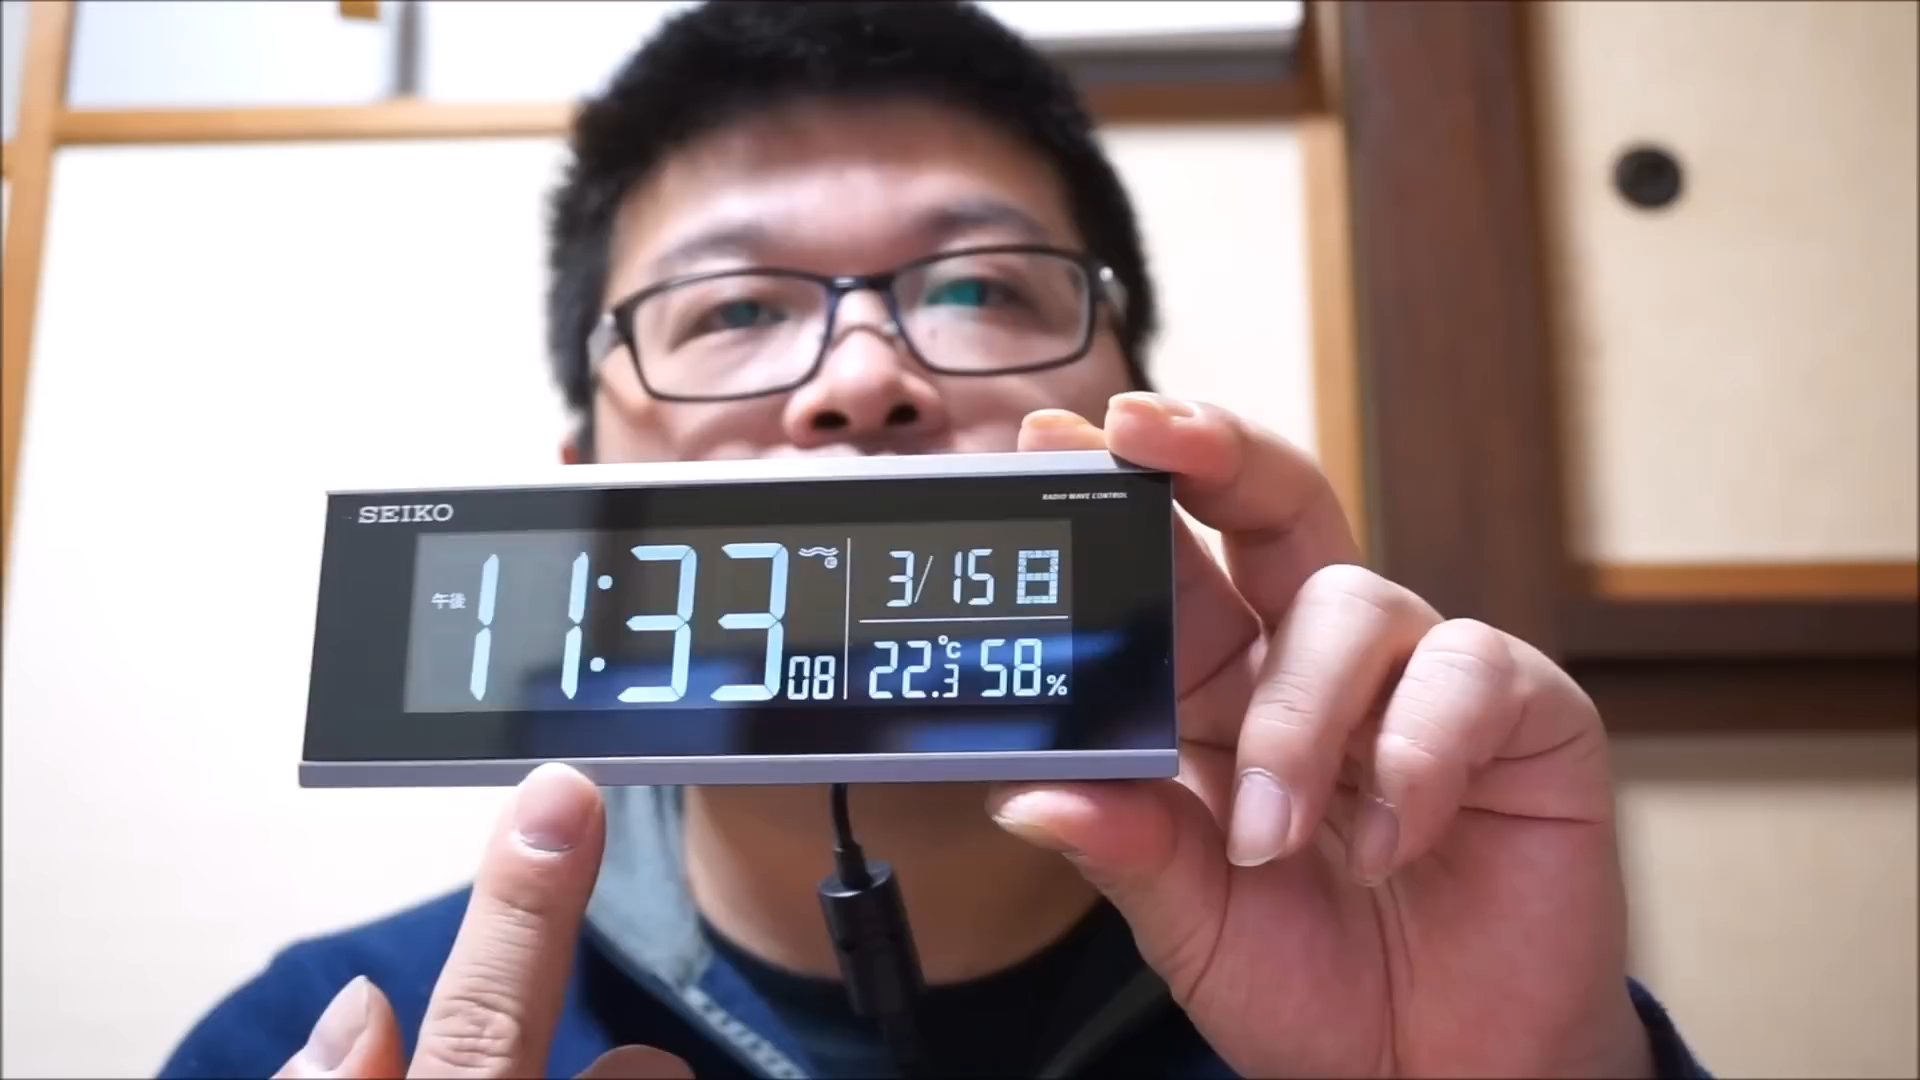 SEIKO
RADIO WAVE CONTROL
午後 11:33 08
3/15 日
22.3℃ 58%